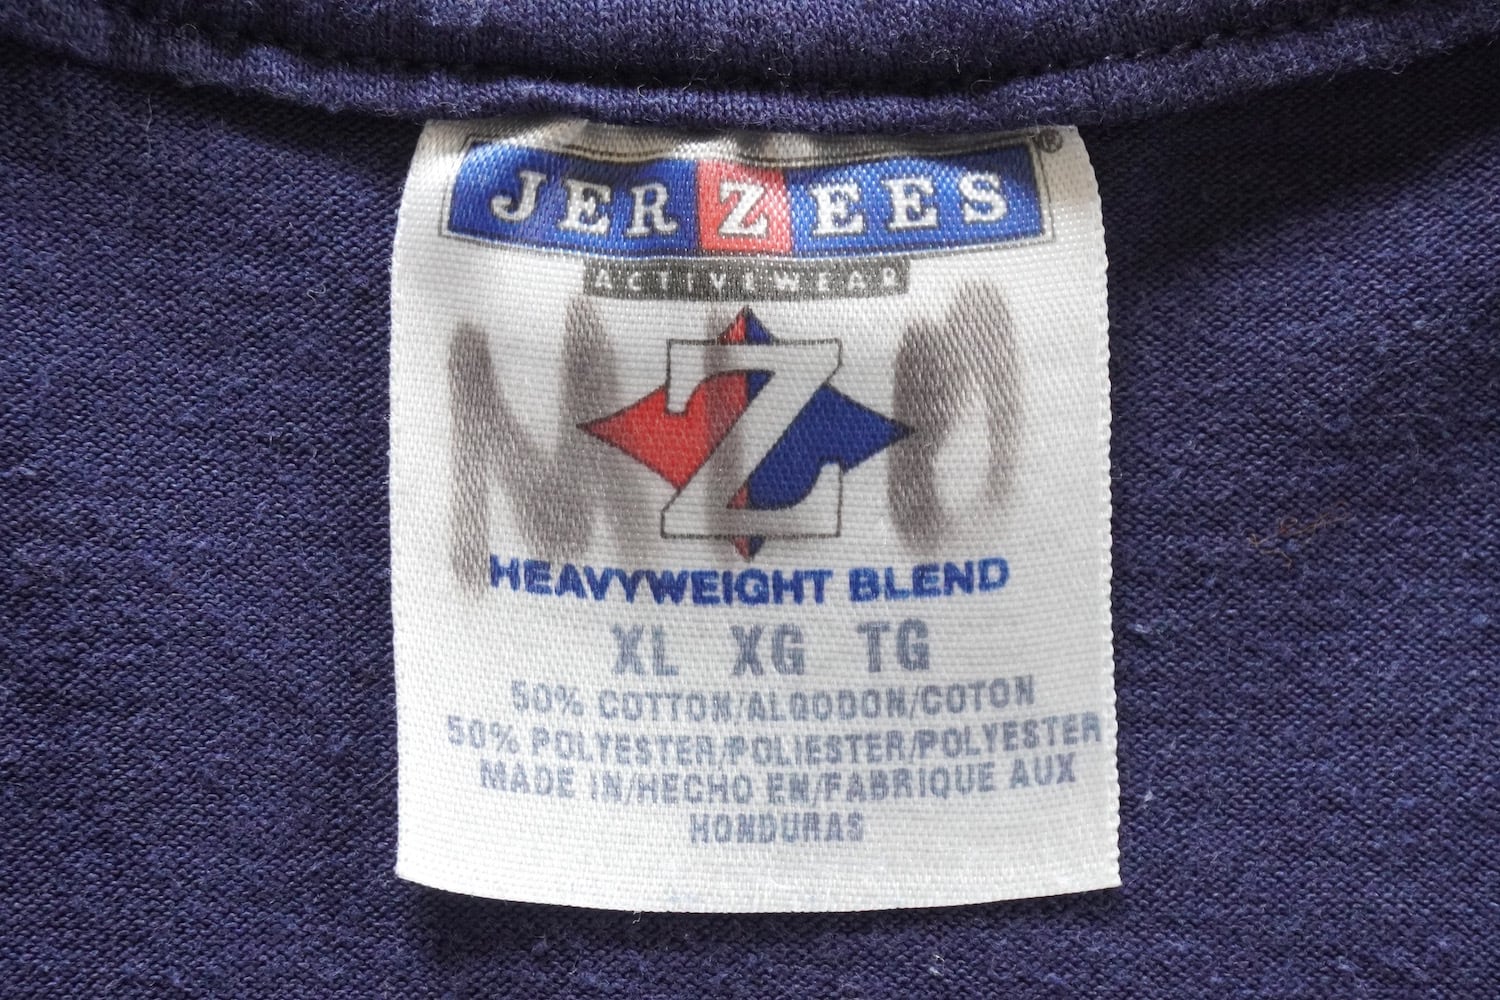 JERZEES®
ACTIVEWEAR
Z
HEAVYWEIGHT BLEND
XL XG TG
50% COTTON/ALGODON/COTON
50% POLYESTER/POLIESTER/POLYESTER
MADE IN/HECHO EN/FABRIQUE AUX
HONDURAS